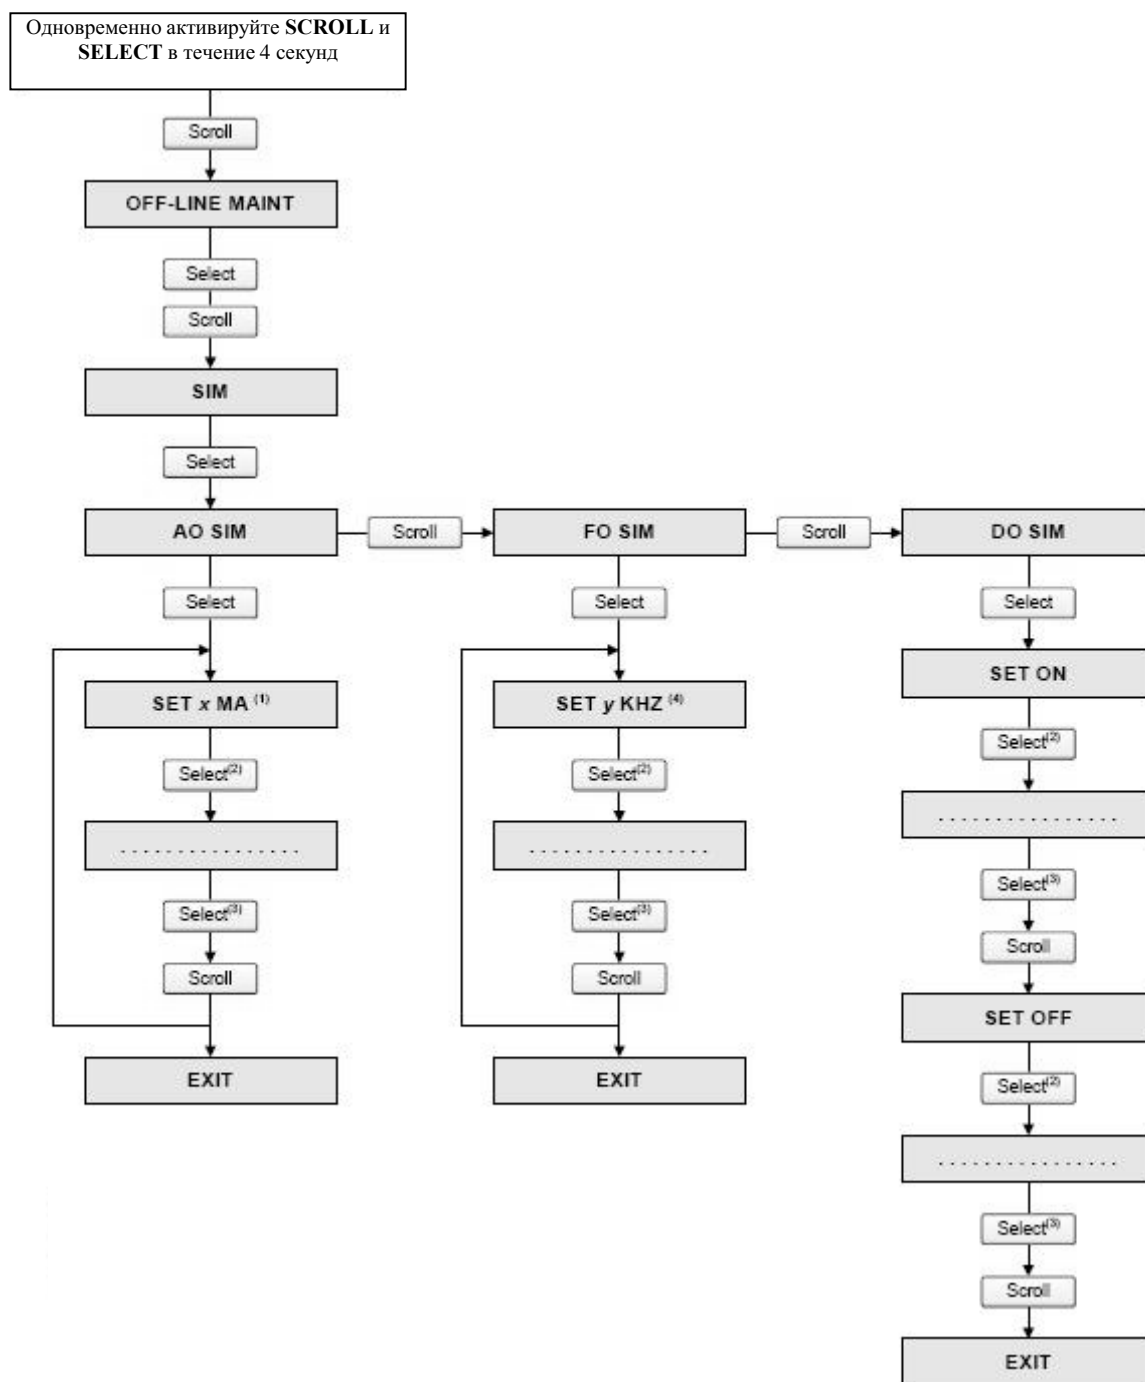 Одновременно активируйте SCROLL и
SELECT в течение 4 секунд
Scroll
OFF-LINE MAINT
Select
Scroll
SIM
Select
AO SIM
Scroll
FO SIM
Scroll
DO SIM
Select
Select
Select
SET x MA (1)
SET y KHZ (4)
SET ON
Select(2)
Select(2)
Select(2)
. . . . . . . . . . . . . . . .
. . . . . . . . . . . . . . . .
. . . . . . . . . . . . . . . .
Select(3)
Select(3)
Select(3)
Scroll
Scroll
Scroll
SET OFF
EXIT
EXIT
Select(2)
. . . . . . . . . . . . . . . .
Select(3)
Scroll
EXIT